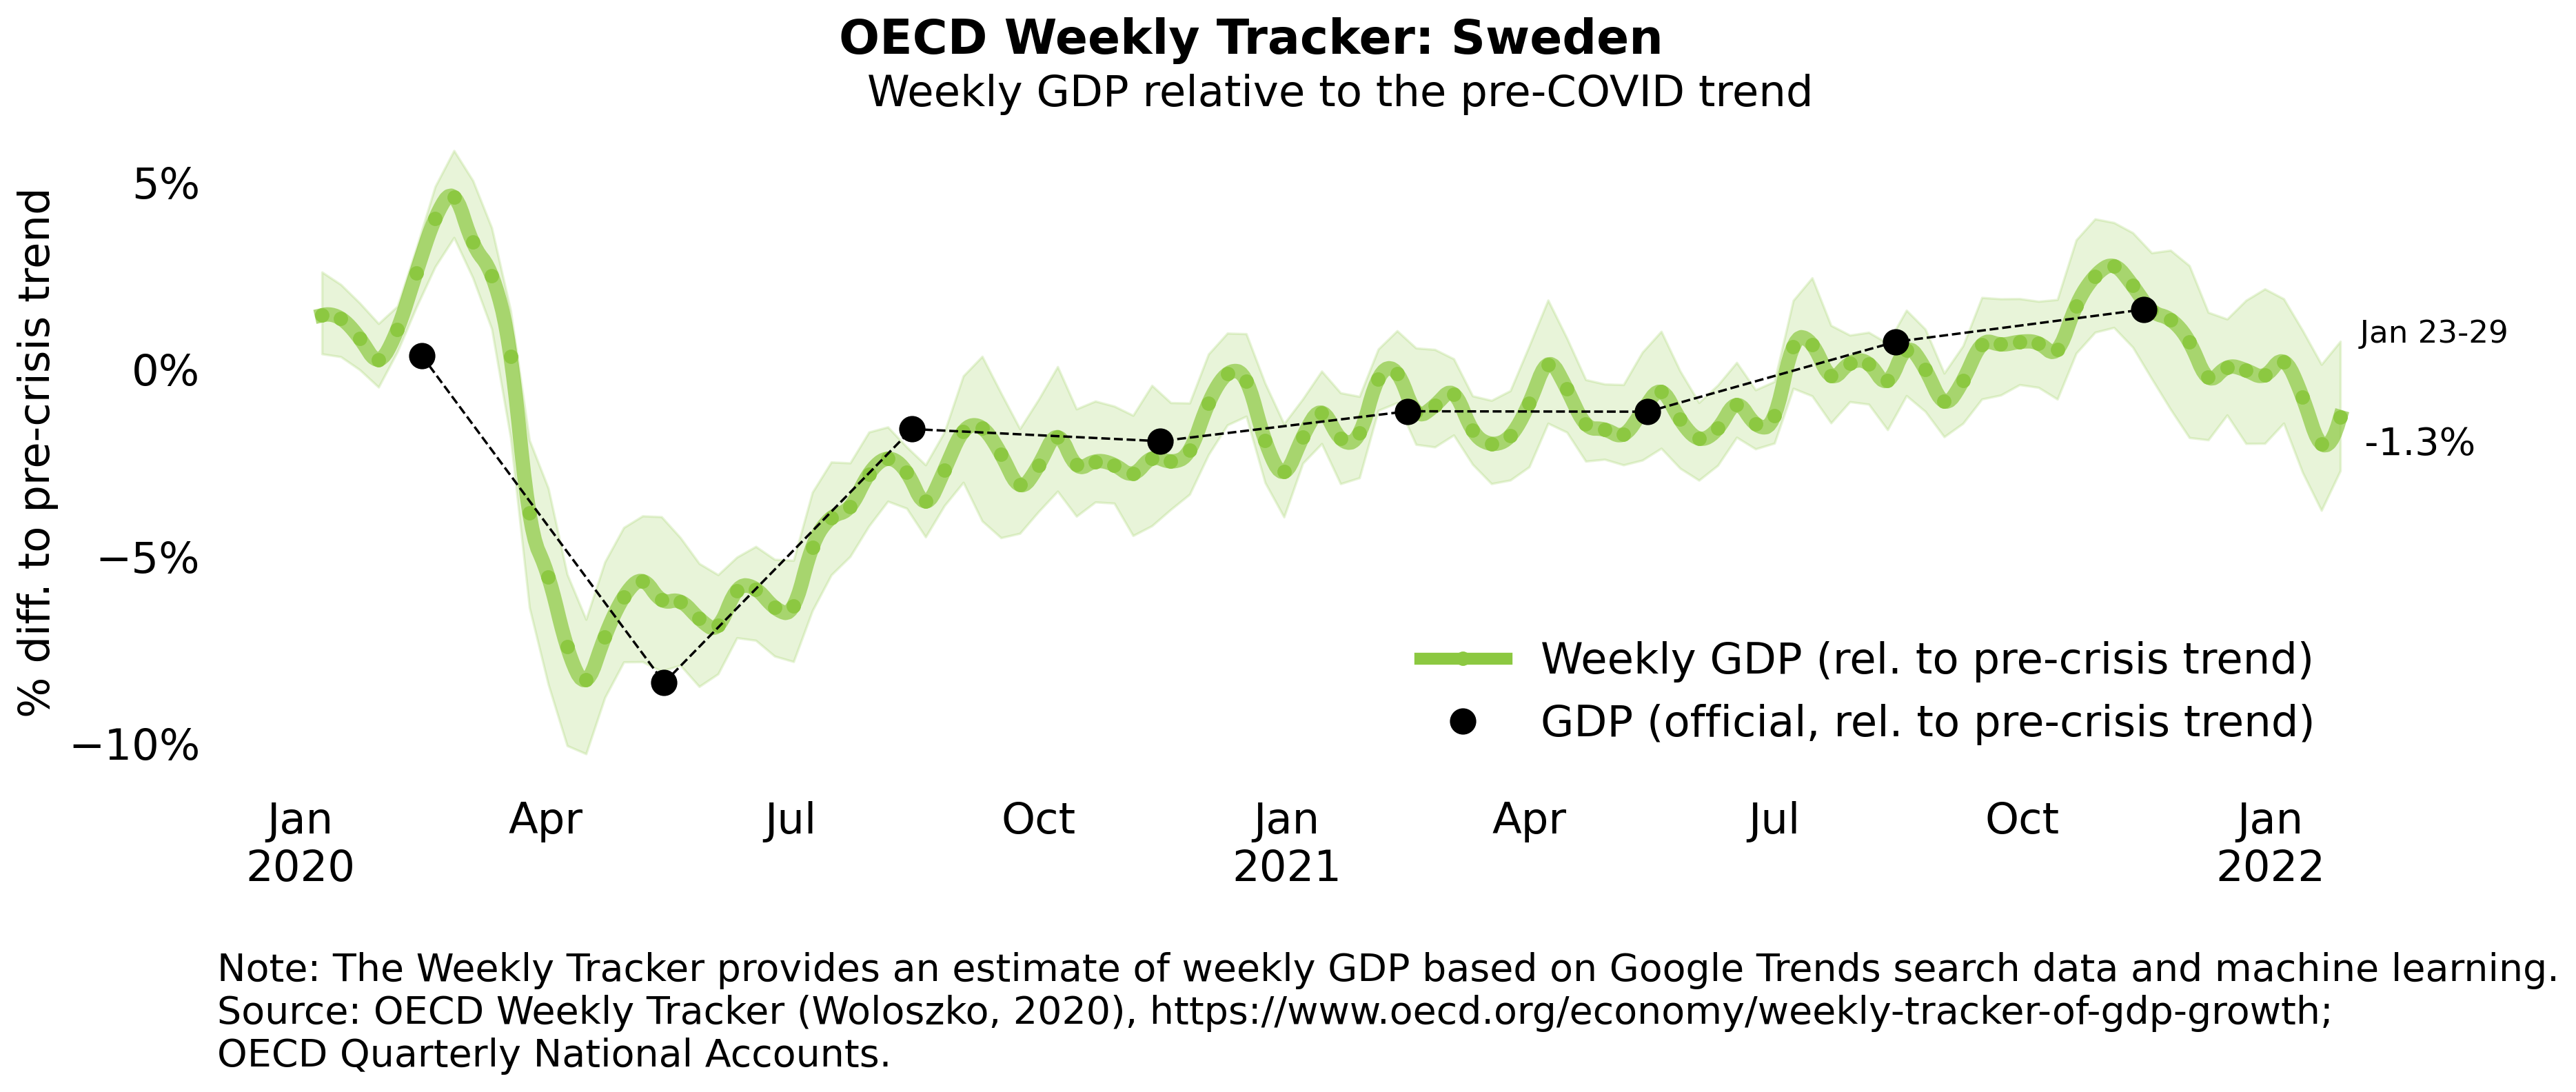 OECD Weekly Tracker: Sweden
Weekly GDP relative to the pre-COVID trend
% diff. to pre-crisis trend
5%
0%
−5%
−10%
Jan 23-29
-1.3%
Weekly GDP (rel. to pre-crisis trend)
GDP (official, rel. to pre-crisis trend)
Jan Apr Jul Oct Jan Apr Jul Oct Jan
2020 2021 2022
Note: The Weekly Tracker provides an estimate of weekly GDP based on Google Trends search data and machine learning.
Source: OECD Weekly Tracker (Woloszko, 2020), https://www.oecd.org/economy/weekly-tracker-of-gdp-growth;
OECD Quarterly National Accounts.